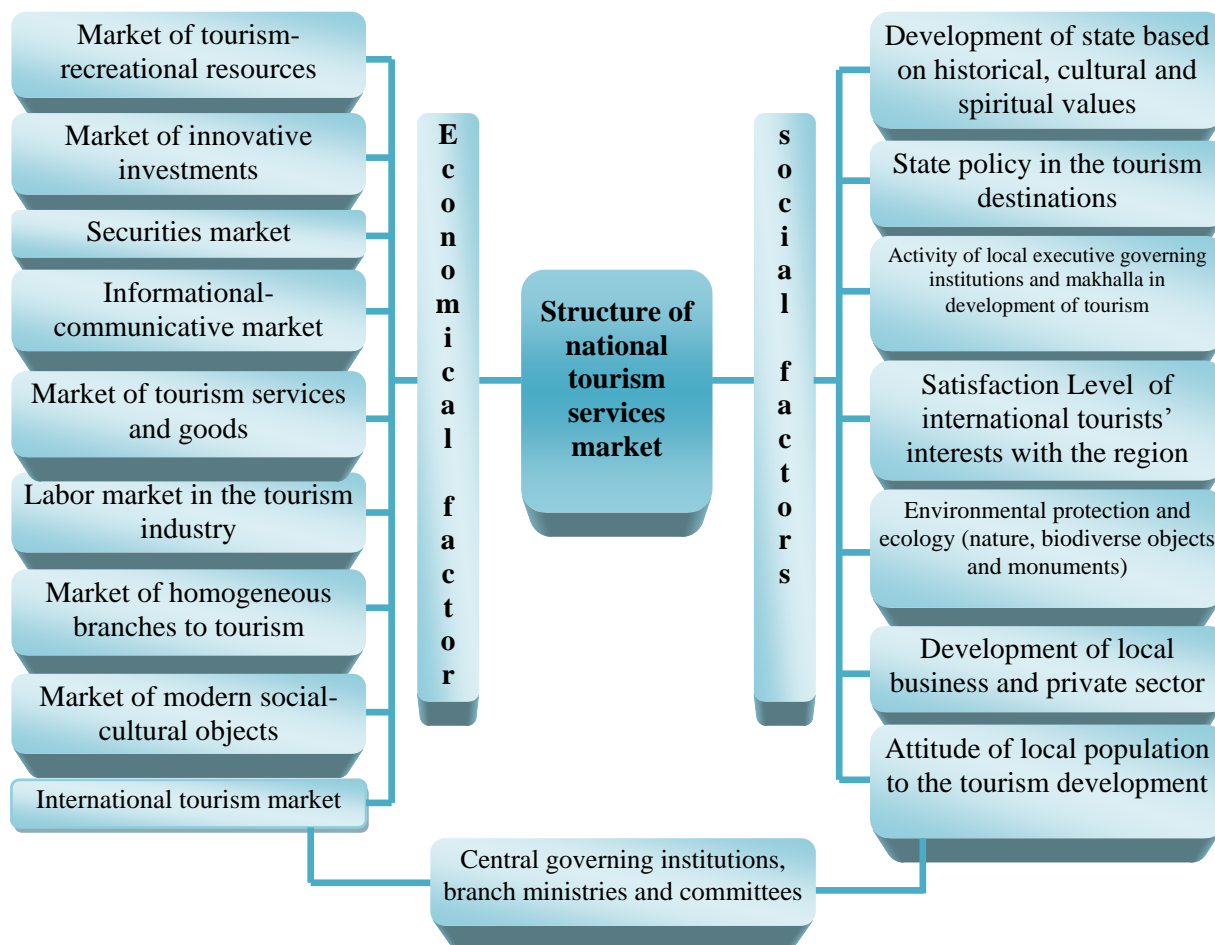 Market of tourism-
recreational resources
Market of innovative
investments
Securities market
Informational-
communicative market
Market of tourism services
and goods
Labor market in the tourism
industry
Market of homogeneous
branches to tourism
Market of modern social-
cultural objects
International tourism market
Economical factor
Structure of
national
tourism
services
market
social factors
Development of state based
on historical, cultural and
spiritual values
State policy in the tourism
destinations
Activity of local executive governing
institutions and makhalla in
development of tourism
Satisfaction Level of
international tourists’
interests with the region
Environmental protection and
ecology (nature, biodiverse objects
and monuments)
Development of local
business and private sector
Attitude of local population
to the tourism development
Central governing institutions,
branch ministries and committees